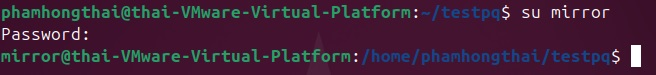 phamhongthai@thai-VMware-Virtual-Platform:~/testpq$ su mirror
Password:
mirror@thai-VMware-Virtual-Platform:/home/phamhongthai/testpq$